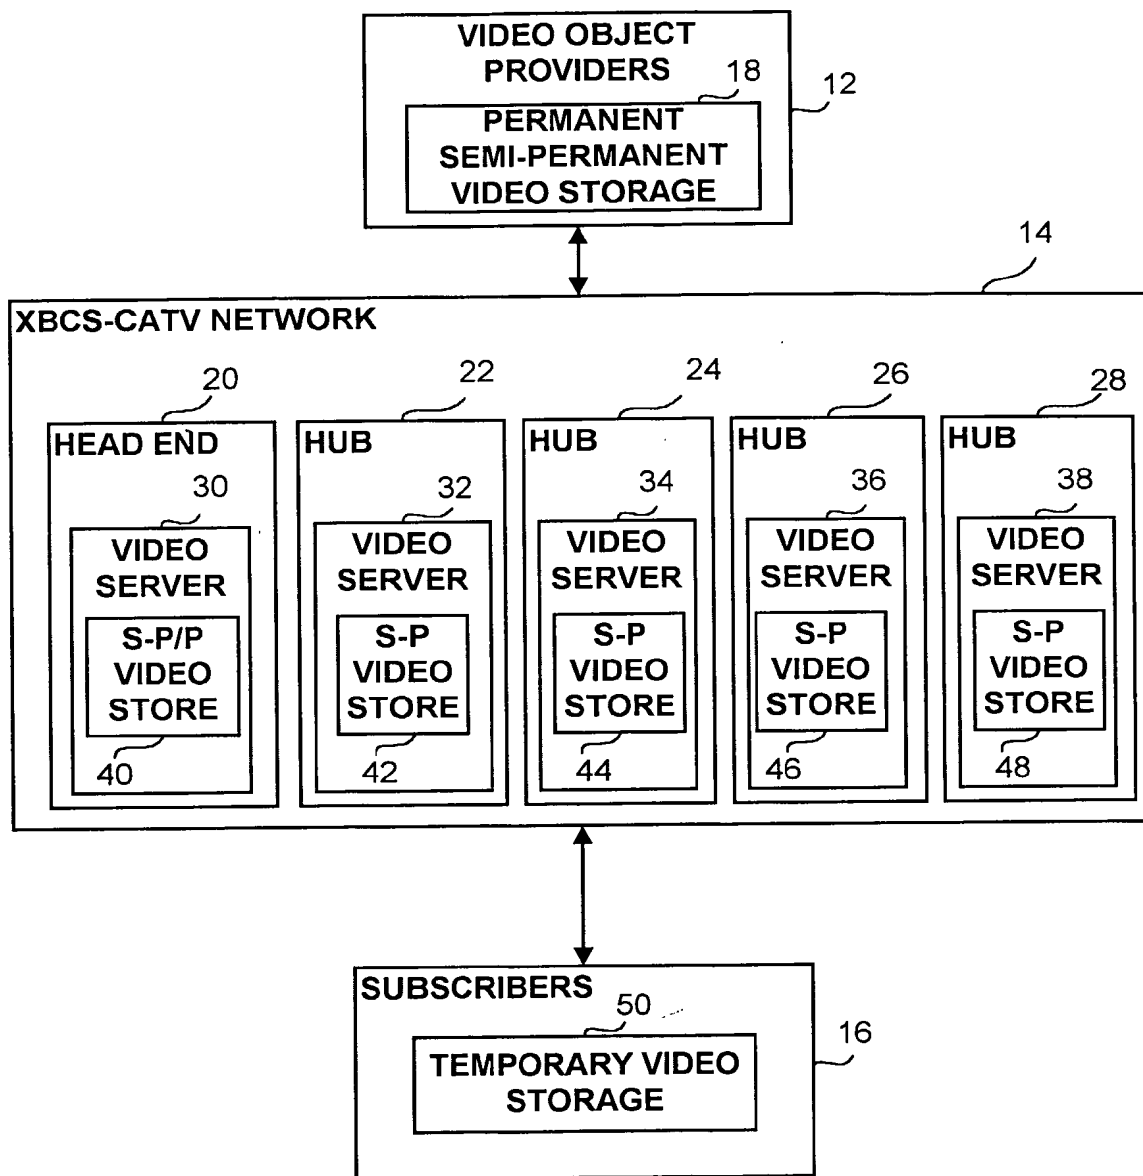 VIDEO OBJECT
PROVIDERS
18
12
PERMANENT
SEMI-PERMANENT
VIDEO STORAGE
14
XBCS-CATV NETWORK
20
22
24
26
28
HEAD END
HUB
HUB
HUB
HUB
30
32
34
36
38
VIDEO
SERVER
VIDEO
SERVER
VIDEO
SERVER
VIDEO
SERVER
VIDEO
SERVER
S-P/P
VIDEO
STORE
S-P
VIDEO
STORE
S-P
VIDEO
STORE
S-P
VIDEO
STORE
S-P
VIDEO
STORE
40
42
44
46
48
SUBSCRIBERS
50
16
TEMPORARY VIDEO
STORAGE